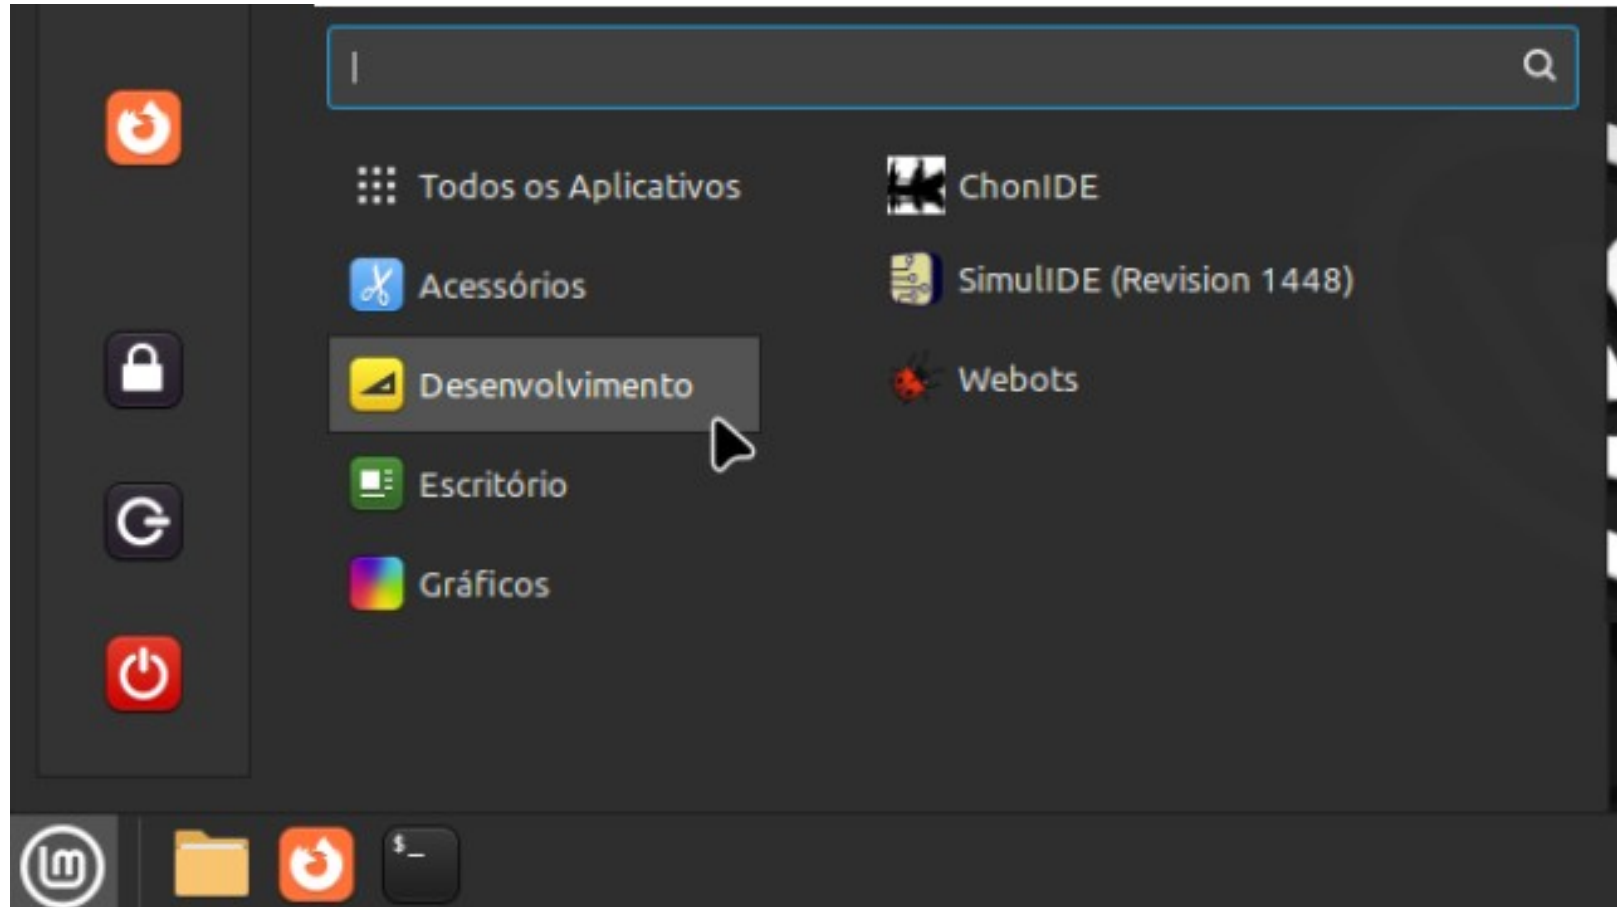 Todos os Aplicativos
Acessórios
Desenvolvimento
Escritório
Gráficos
ChonIDE
SimulIDE (Revision 1448)
Webots
$_